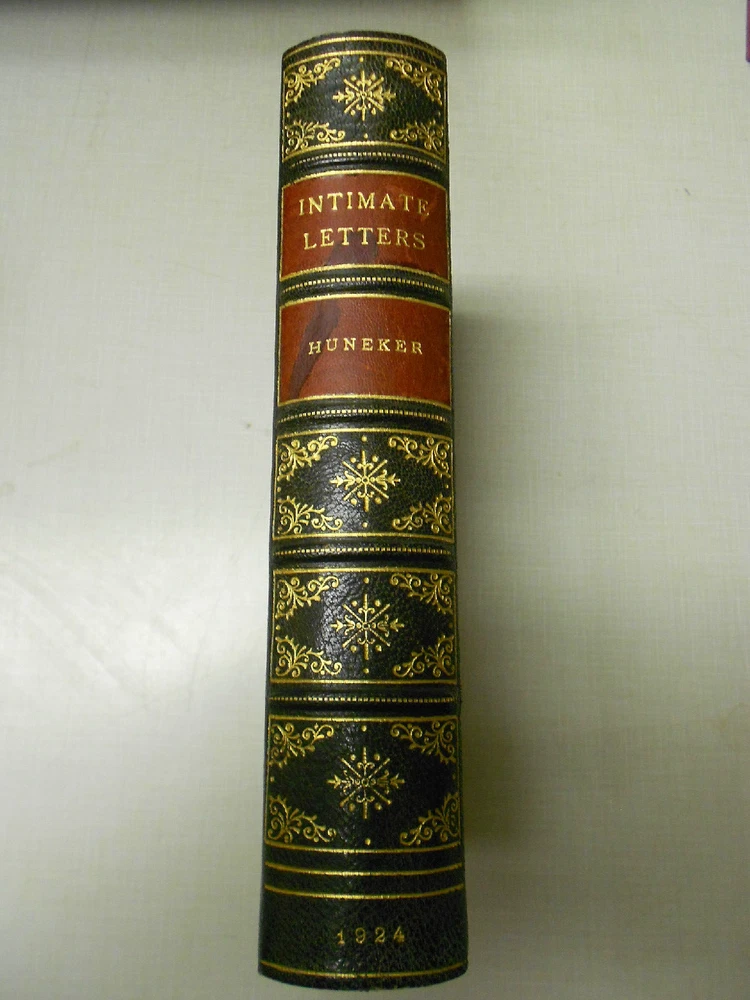 INTIMATE
LETTERS
HUNEKER
1924